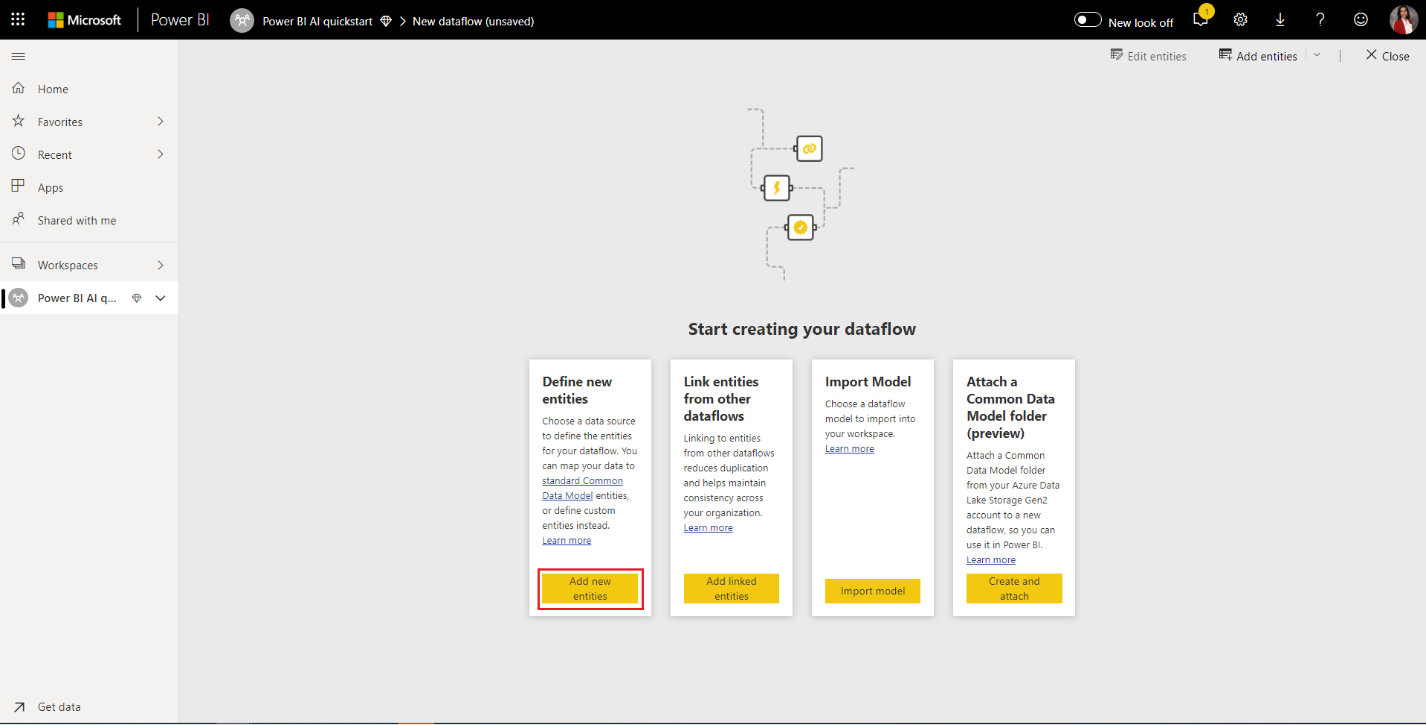 Microsoft Power BI Power BI AI quickstart > New dataflow (unsaved) New look off 1 ?
Edit entities Add entities | Close
Home
Favorites
Recent
Apps
Shared with me
Workspaces
Power BI AI q...
Start creating your dataflow
Define new
entities
Choose a data source
to define the entities
for your dataflow. You
can map your data to
standard Common
Data Model entities,
or define custom
entities instead.
Learn more
Add new
entities
Link entities
from other
dataflows
Linking to entities
from other dataflows
reduces duplication
and helps maintain
consistency across
your organization.
Learn more
Add linked
entities
Import Model
Choose a dataflow
model to import into
your workspace.
Learn more
Import model
Attach a
Common Data
Model folder
(preview)
Attach a Common
Data Model folder
from your Azure Data
Lake Storage Gen2
account to a new
dataflow, so you can
use it in Power BI.
Learn more
Create and
attach
Get data